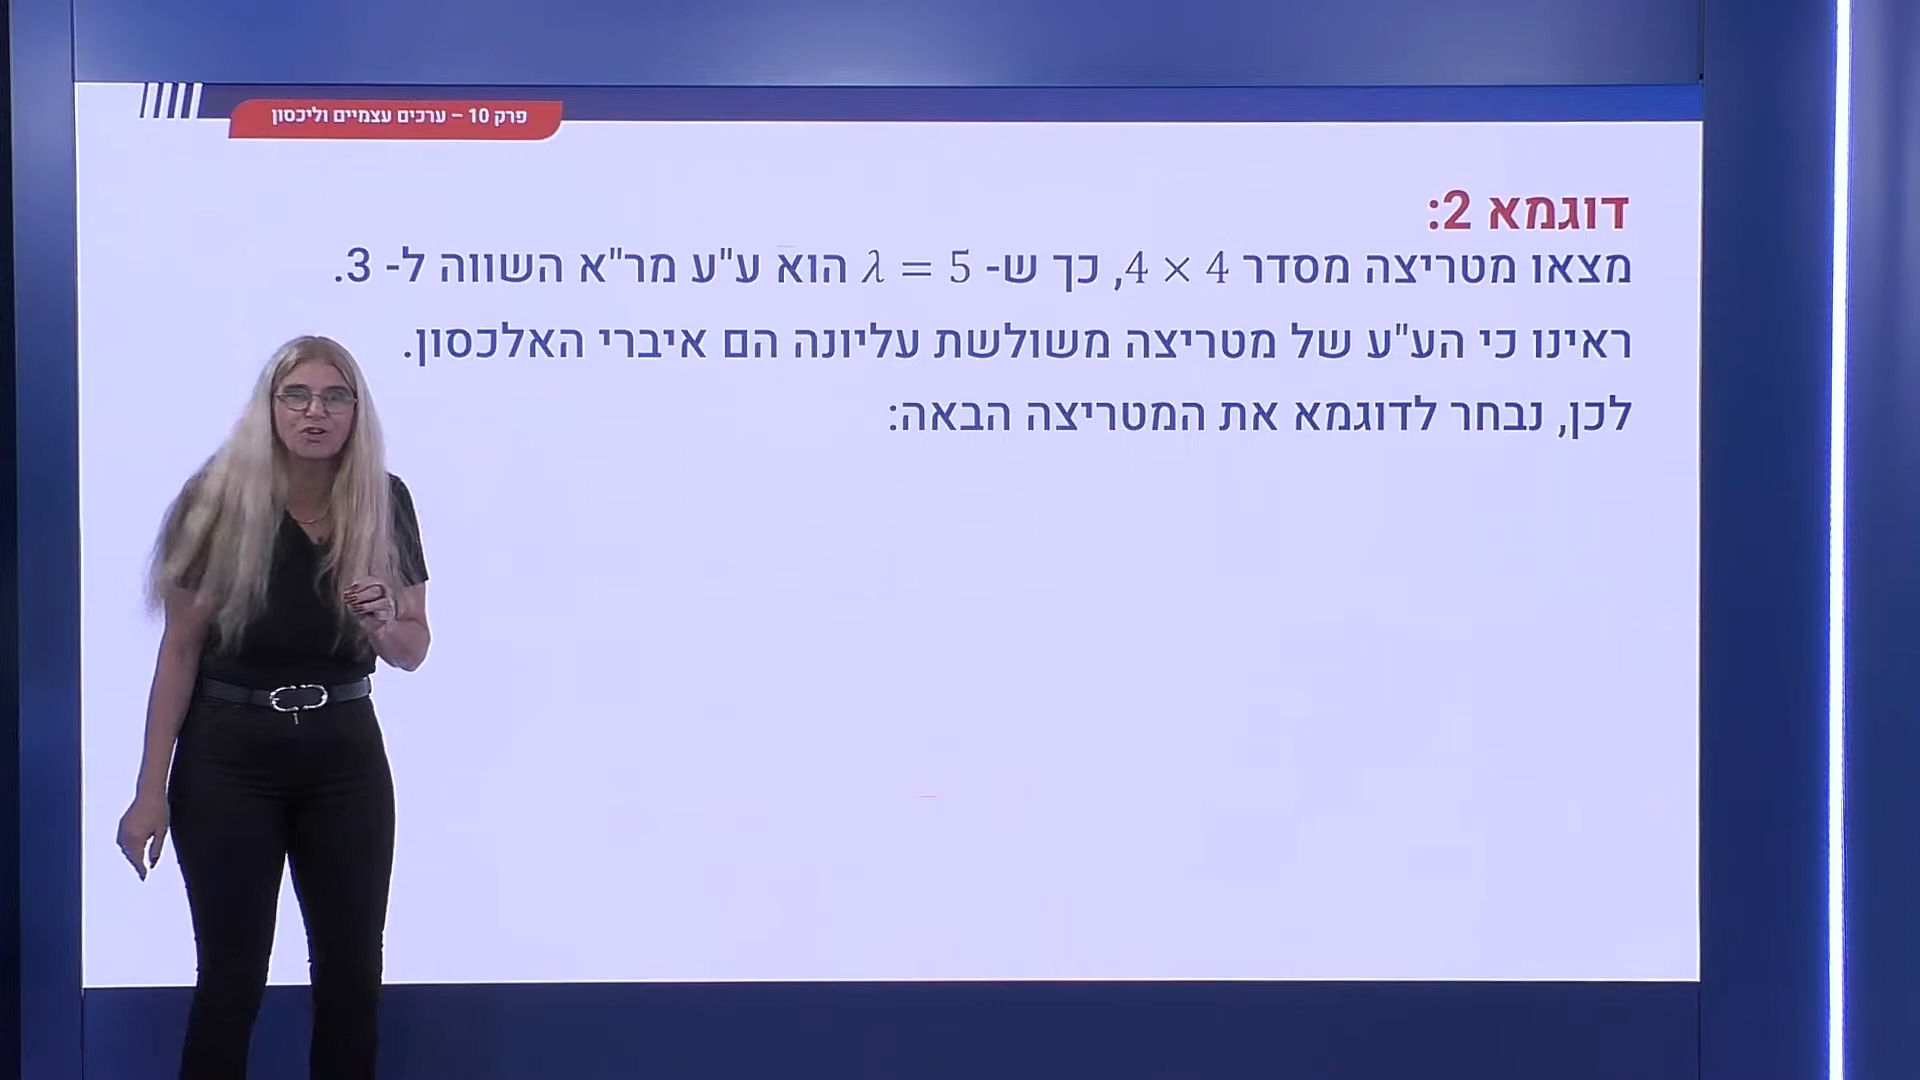 פרק 10 – ערכים עצמיים וליכסון
דוגמא 2:
מצאו מטריצה מסדר 4 × 4, כך ש- λ = 5 הוא ע"ע מר"א השווה ל- 3.
ראינו כי הע"ע של מטריצה משולשת עליונה הם איברי האלכסון.
לכן, נבחר לדוגמא את המטריצה הבאה: